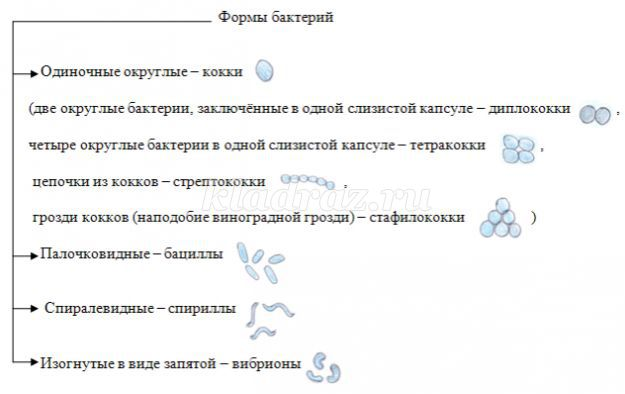 Формы бактерий
Одиночные округлые – кокки
(две округлые бактерии, заключённые в одной слизистой капсуле – диплококки ,
четыре округлые бактерии в одной слизистой капсуле – тетракокки ,
цепочки из кокков – стрептококки ,
kladraz.ru
грозди кокков (наподобие виноградной грозди) – стафилококки )
Палочковидные – бациллы
Спиралевидные – спириллы
Изогнутые в виде запятой – вибрионы